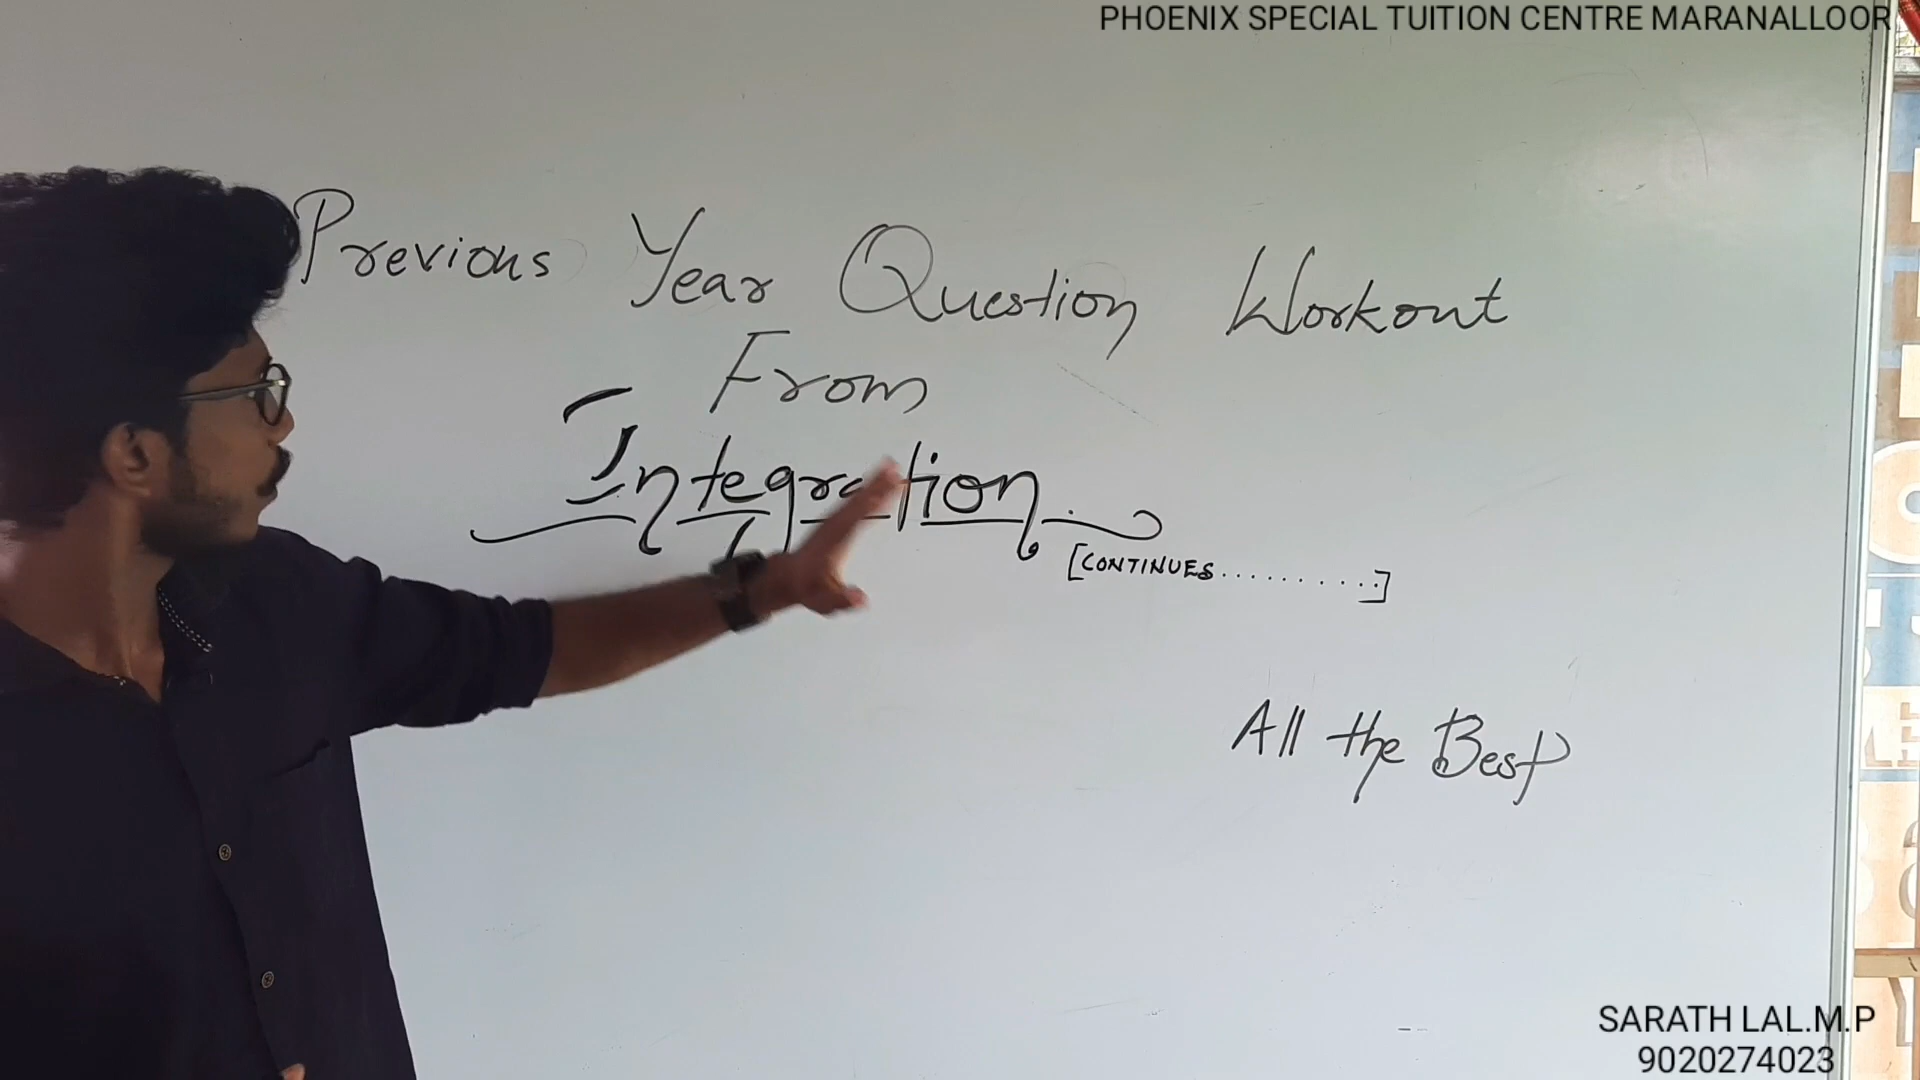 PHOENIX SPECIAL TUITION CENTRE MARANALLOOR
Previous Year Question Workout
From
Integration
[CONTINUES..........]
All the Best
SARATH LAL.M.P
9020274023